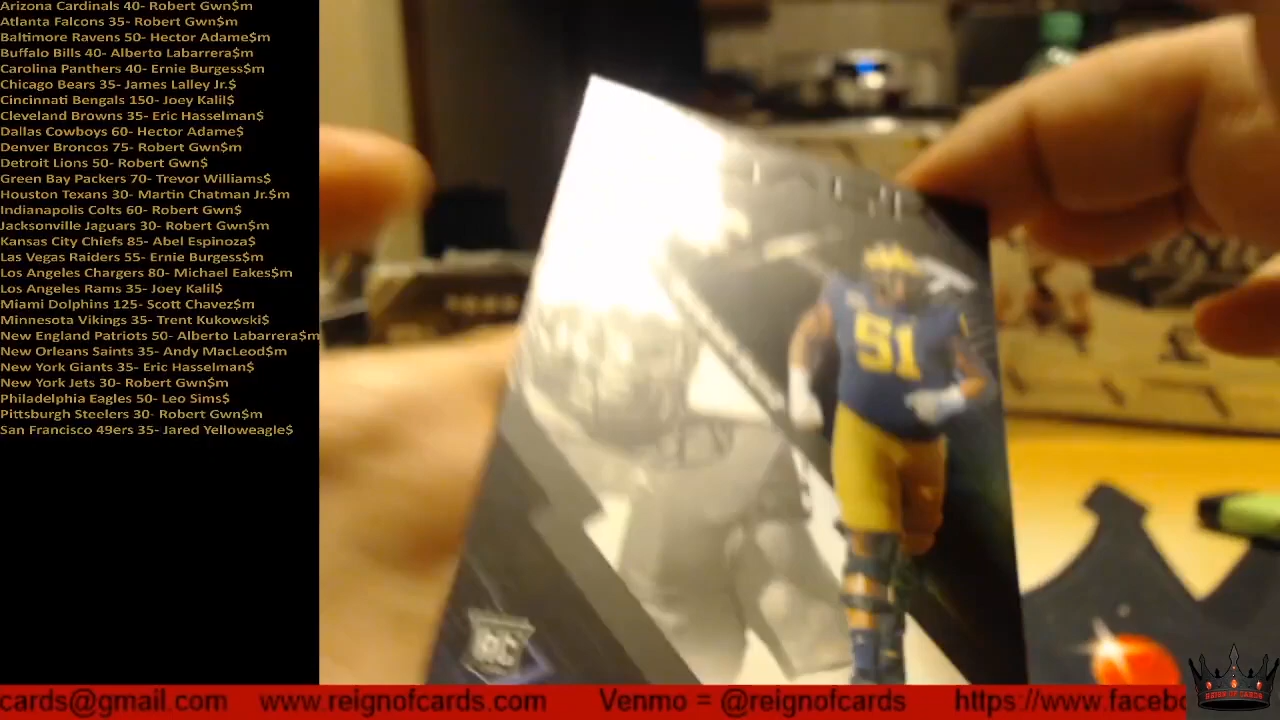 Arizona Cardinals 40- Robert Gwn$m
Atlanta Falcons 35- Robert Gwn$m
Baltimore Ravens 50- Hector Adame$m
Buffalo Bills 40- Alberto Labarrera$m
Carolina Panthers 40- Ernie Burgess$m
Chicago Bears 35- James Lalley Jr.$
Cincinnati Bengals 150- Joey Kalil$
Cleveland Browns 35- Eric Hasselman$
Dallas Cowboys 60- Hector Adame$
Denver Broncos 75- Robert Gwn$m
Detroit Lions 50- Robert Gwn$
Green Bay Packers 70- Trevor Williams$
Houston Texans 30- Martin Chatman Jr.$m
Indianapolis Colts 60- Robert Gwn$
Jacksonville Jaguars 30- Robert Gwn$m
Kansas City Chiefs 85- Abel Espinoza$
Las Vegas Raiders 55- Ernie Burgess$m
Los Angeles Chargers 80- Michael Eakes$m
Los Angeles Rams 35- Joey Kalil$
Miami Dolphins 125- Scott Chavez$m
Minnesota Vikings 35- Trent Kukowski$
New England Patriots 50- Alberto Labarrera$m
New Orleans Saints 35- Andy MacLeod$m
New York Giants 35- Eric Hasselman$
New York Jets 30- Robert Gwn$m
Philadelphia Eagles 50- Leo Sims$
Pittsburgh Steelers 30- Robert Gwn$m
San Francisco 49ers 35- Jared Yelloweagle$
51
RC
cards@gmail.com www.reignofcards.com Venmo = @reignofcards https://www.facebo
REIGN OF CARDS